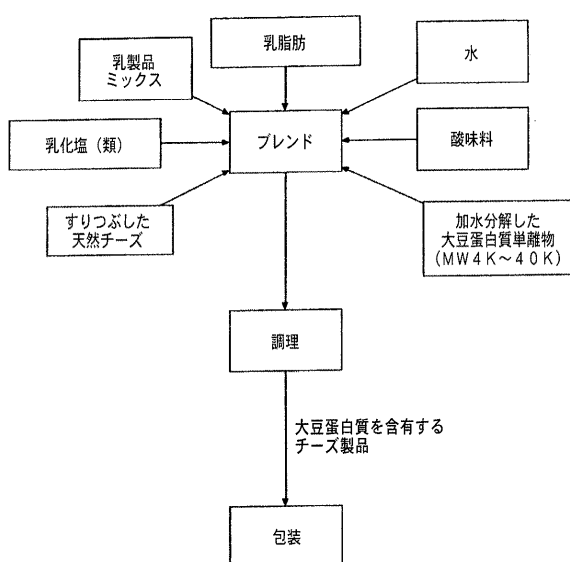 乳脂肪
乳製品
ミックス
水
乳化塩（類）
ブレンド
酸味料
すりつぶした
天然チーズ
加水分解した
大豆蛋白質単離物
(MW4K～40K)
調理
大豆蛋白質を含有する
チーズ製品
包装